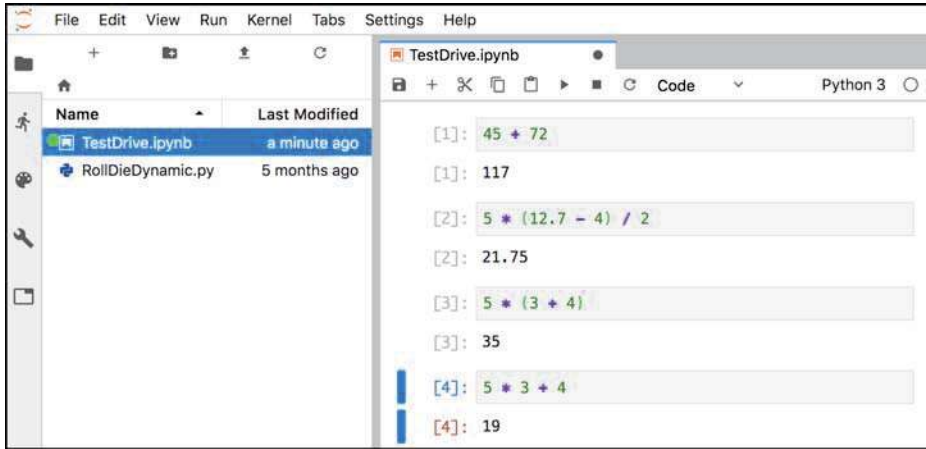 File Edit View Run Kernel Tabs Settings Help
TestDrive.ipynb
Code Python 3
Name Last Modified
TestDrive.ipynb a minute ago
RollDieDynamic.py 5 months ago
[1]: 45 + 72
[1]: 117
[2]: 5 * (12.7 - 4) / 2
[2]: 21.75
[3]: 5 * (3 + 4)
[3]: 35
[4]: 5 * 3 + 4
[4]: 19